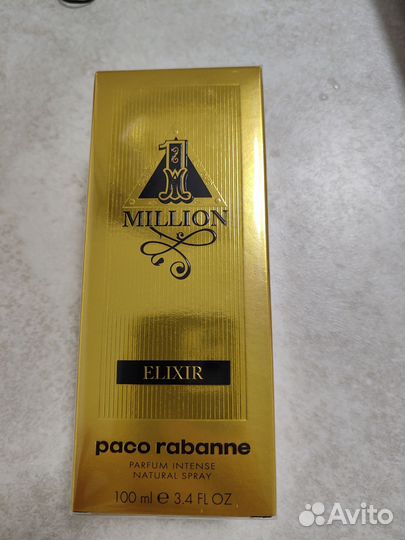 1
MILLION
ELIXIR
paco rabanne
PARFUM INTENSE
NATURAL SPRAY
100 ml ℮ 3.4 FL OZ
Avito